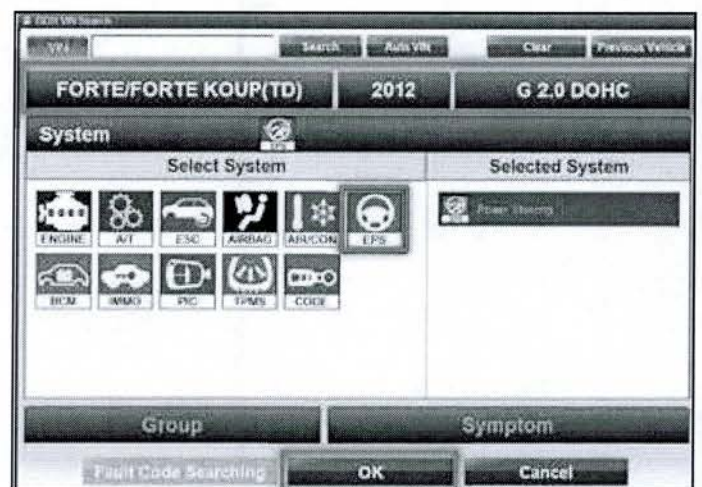 VIN Search Auto VIN Clear Previous Vehicle
FORTE/FORTE KOUP(TD) 2012 G 2.0 DOHC
System EPS
Select System Selected System
ENGINE A/T ESC AIRBAG AIR/CON EPS
Power Steering
BCM IMMO PIC TPMS CODE
Group Symptom
Fault Code Searching OK Cancel